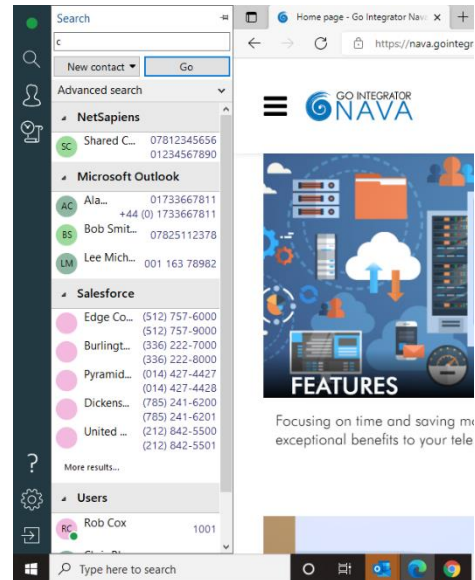 Search
c
New contact
Go
Advanced search
NetSapiens
SC
Shared C...
07812345656
01234567890
Microsoft Outlook
AC
Ala...
01733667811
+44 (0) 1733667811
BS
Bob Smit...
07825112378
LM
Lee Mich...
001 163 78982
Salesforce
Edge Co...
(512) 757-6000
(512) 757-9000
Burlingt...
(336) 222-7000
(336) 222-8000
Pyramid...
(014) 427-4427
(014) 427-4428
Dickens...
(785) 241-6200
(785) 241-6201
United ...
(212) 842-5500
(212) 842-5501
More results...
Users
RC
Rob Cox
1001
Type here to search
Home page - Go Integrator Nav
https://nava.gointegr
GO INTEGRATOR
NAVA
FEATURES
Focusing on time and saving mo
exceptional benefits to your tele